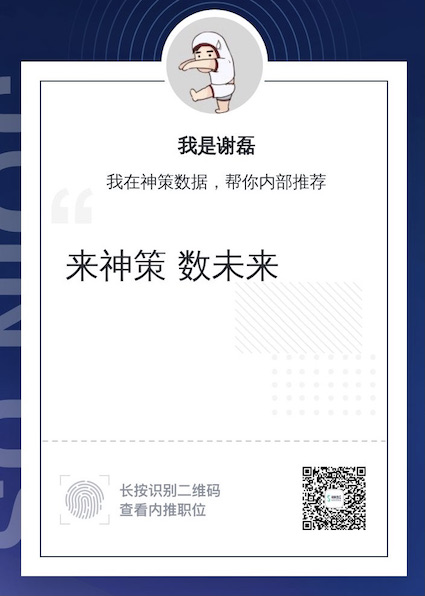 我是谢磊
我在神策数据，帮你内部推荐
来神策 数未来
长按识别二维码
查看内推职位